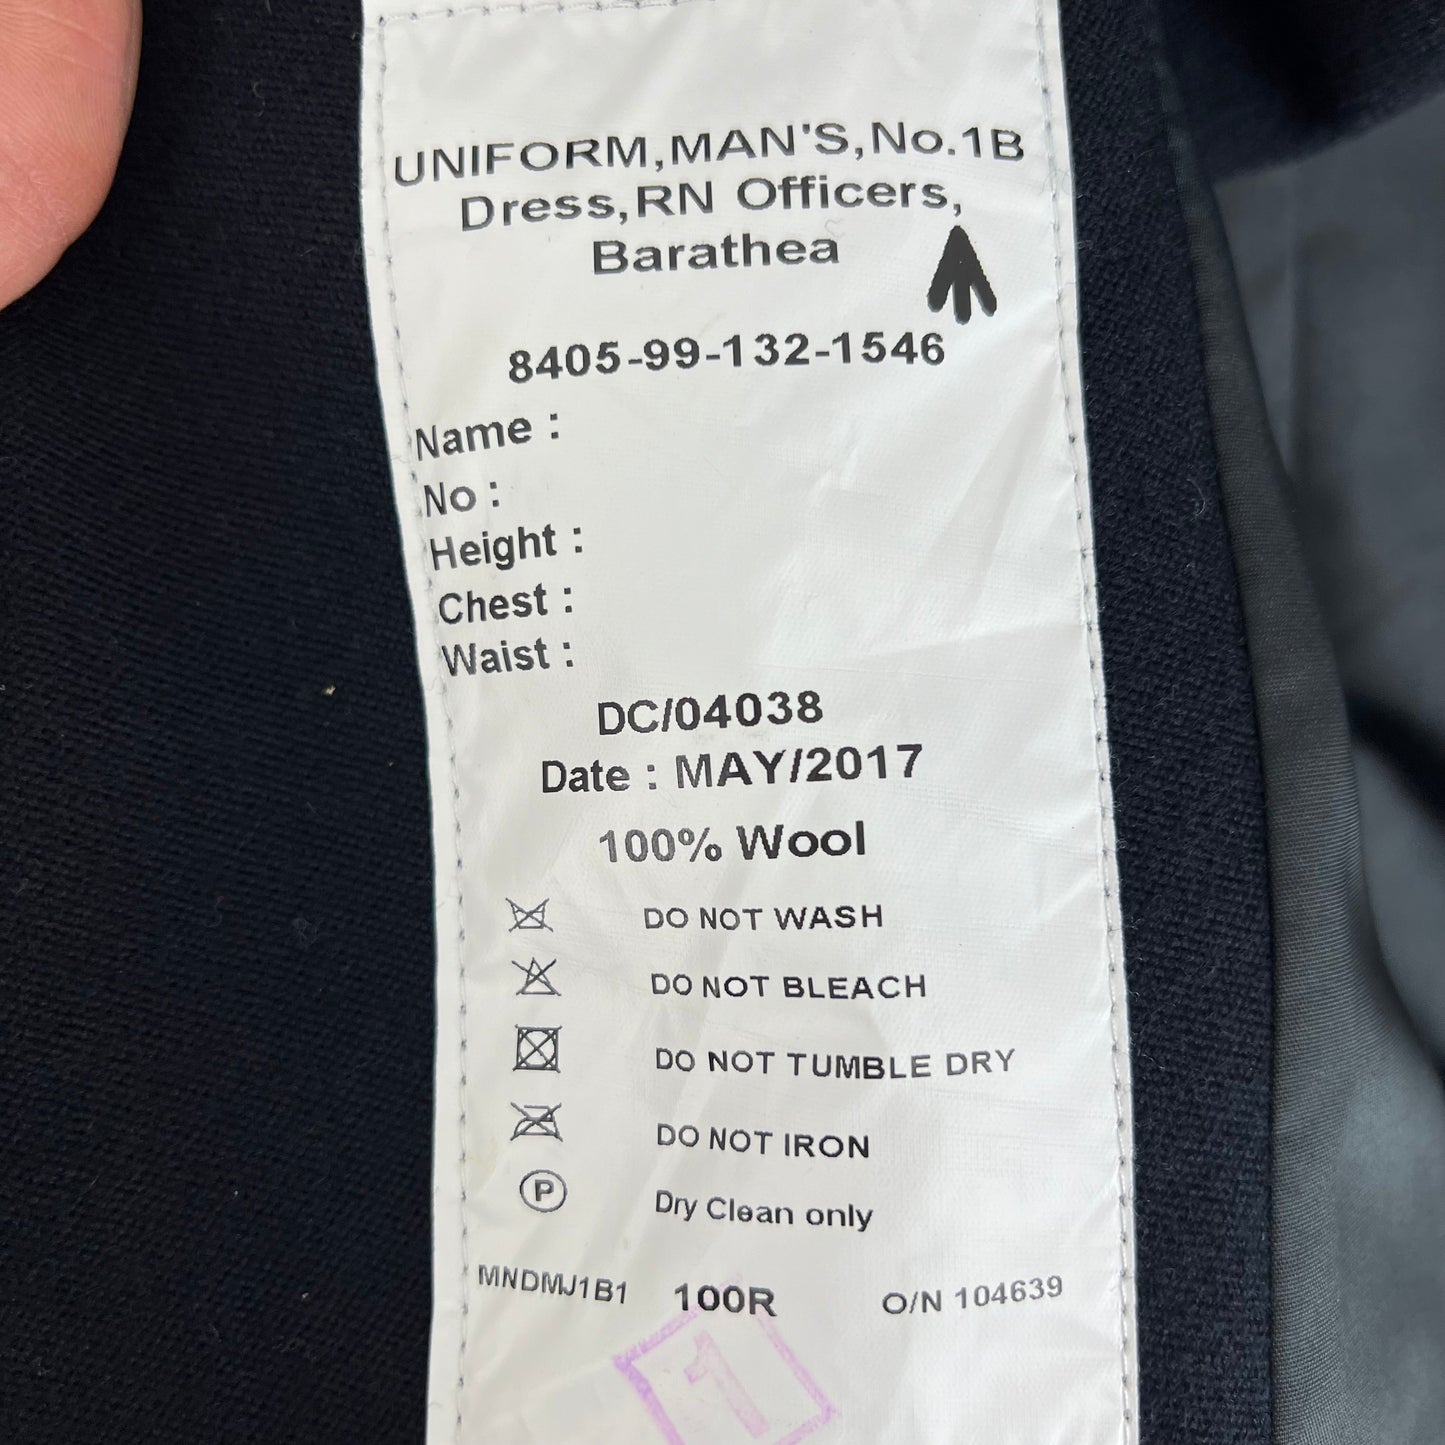 UNIFORM,MAN'S,No.1B
Dress,RN Officers,
Barathea
8405-99-132-1546
Name :
No :
Height :
Chest :
Waist :
DC/04038
Date : MAY/2017
100% Wool
DO NOT WASH
DO NOT BLEACH
DO NOT TUMBLE DRY
DO NOT IRON
P Dry Clean only
MNDMJ1B1 100R O/N 104639
1